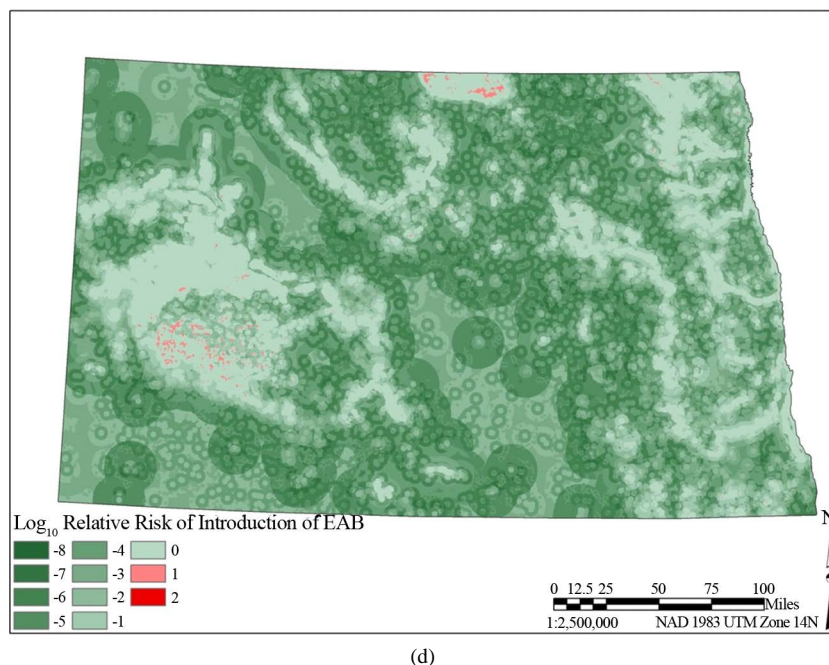 Log10 Relative Risk of Introduction of EAB
-8 -4 0
-7 -3 1
-6 -2 2
-5 -1
N
0 12.5 25 50 75 100
Miles
1:2,500,000 NAD 1983 UTM Zone 14N
(d)